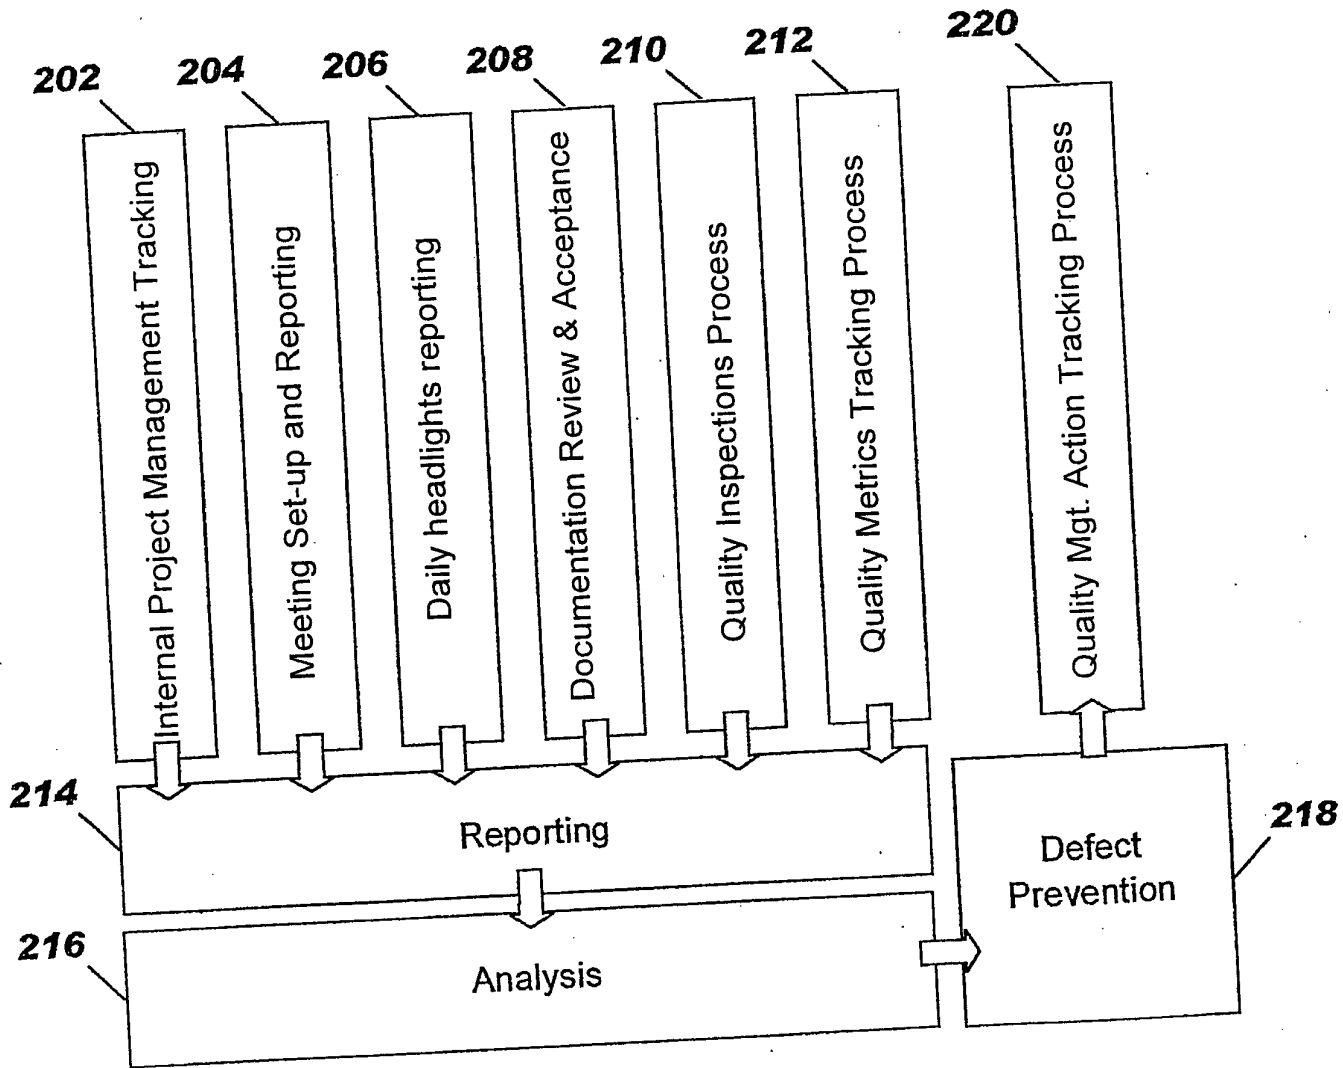 202
204
206
208
210
212
220
Internal Project Management Tracking
Meeting Set-up and Reporting
Daily headlights reporting
Documentation Review & Acceptance
Quality Inspections Process
Quality Metrics Tracking Process
Quality Mgt. Action Tracking Process
214
Reporting
218
Defect
Prevention
216
Analysis